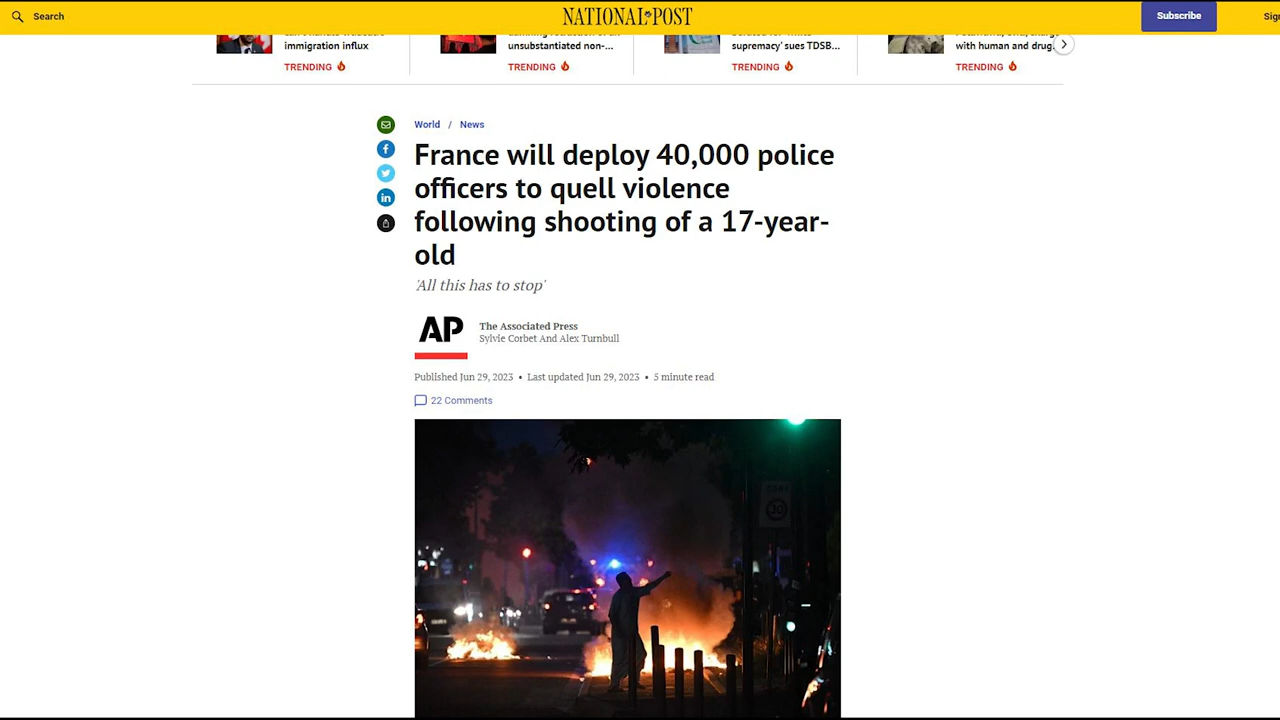 Search
NATIONAL POST
Subscribe
immigration influx
TRENDING
unsubstantiated non-...
TRENDING
supremacy' sues TDSB...
TRENDING
with human and drug
TRENDING
World / News
France will deploy 40,000 police
officers to quell violence
following shooting of a 17-year-
old
'All this has to stop'
AP
The Associated Press
Sylvie Corbet And Alex Turnbull
Published Jun 29, 2023 • Last updated Jun 29, 2023 • 5 minute read
22 Comments
30